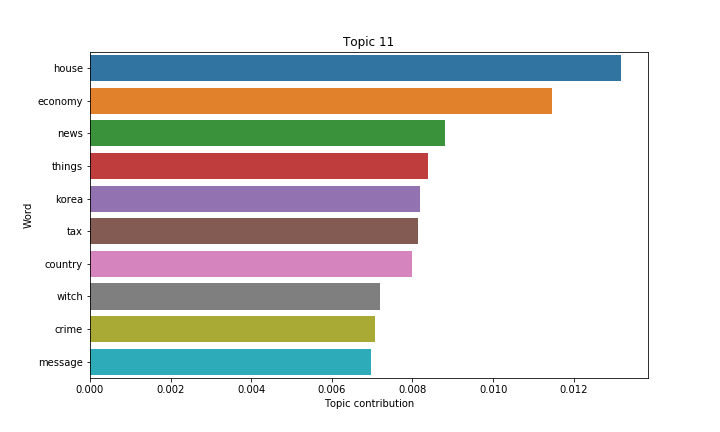 Topic 11
house
economy
news
things
korea
tax
country
witch
crime
message
Word
0.000 0.002 0.004 0.006 0.008 0.010 0.012
Topic contribution